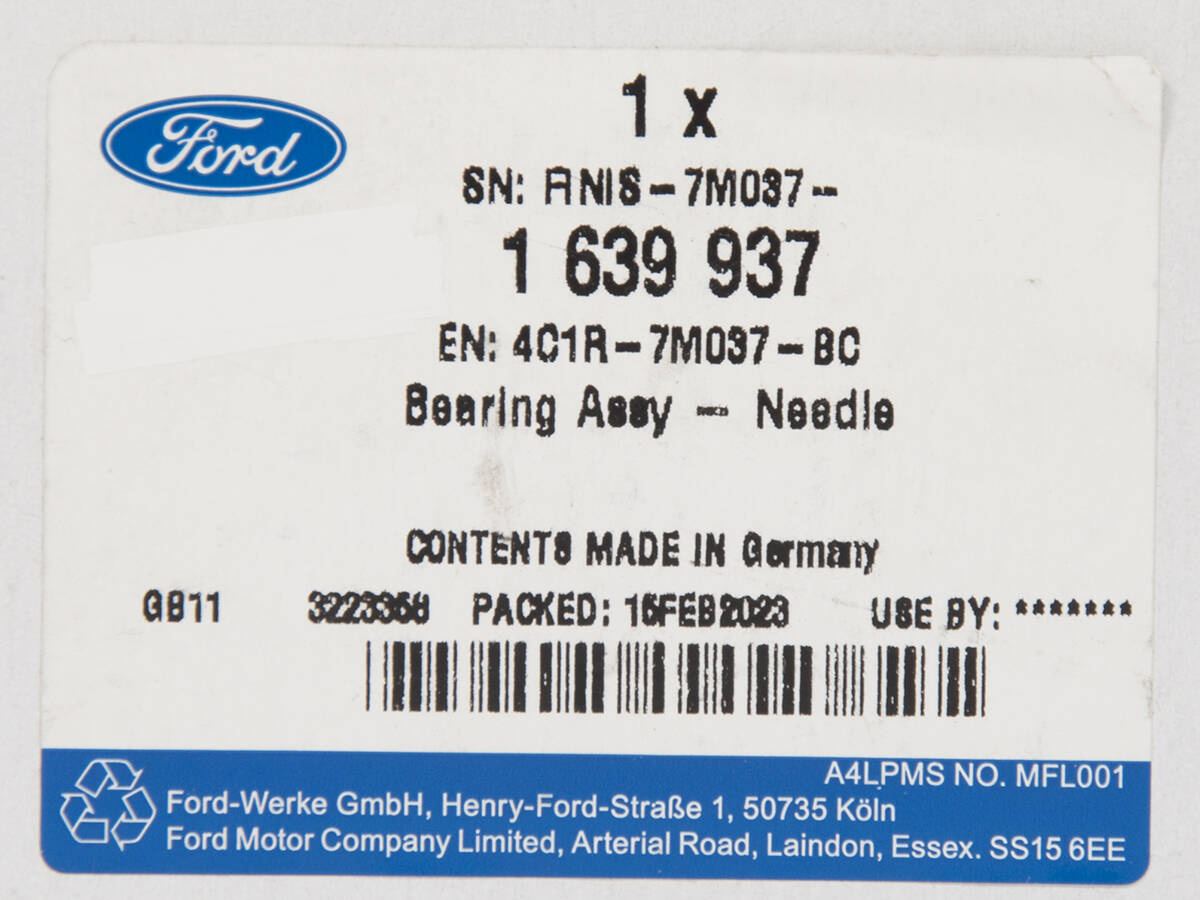 Ford
1 x
SN: FINIS-7M037-
1 639 937
EN: 4C1R-7M037-BC
Bearing Assy - Needle
CONTENTS MADE IN Germany
GB11 3223358 PACKED: 15FEB2023 USE BY: *******
A4LPMS NO. MFL001
Ford-Werke GmbH, Henry-Ford-Straße 1, 50735 Köln
Ford Motor Company Limited, Arterial Road, Laindon, Essex. SS15 6EE